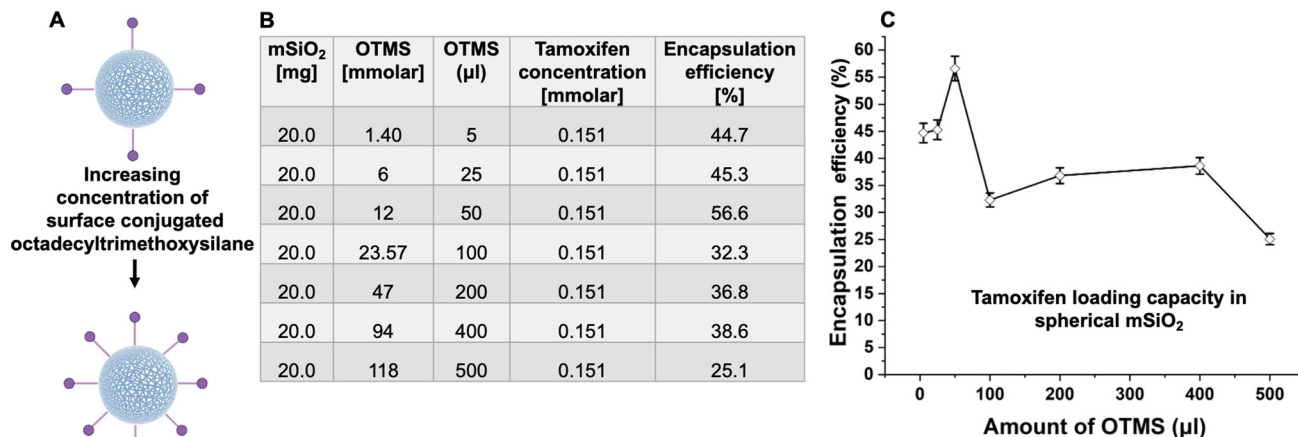 A
Increasing
concentration of
surface conjugated
octadecyltrimethoxysilane
B
mSiO₂ [mg] OTMS [mmolar] OTMS (µl) Tamoxifen concentration [mmolar] Encapsulation efficiency [%]
20.0 1.40 5 0.151 44.7
20.0 6 25 0.151 45.3
20.0 12 50 0.151 56.6
20.0 23.57 100 0.151 32.3
20.0 47 200 0.151 36.8
20.0 94 400 0.151 38.6
20.0 118 500 0.151 25.1
C
Encapsulation efficiency (%)
60
55
50
45
40
35
30
25
20
15
10
5
0
Tamoxifen loading capacity in
spherical mSiO₂
0 100 200 300 400 500
Amount of OTMS (µl)